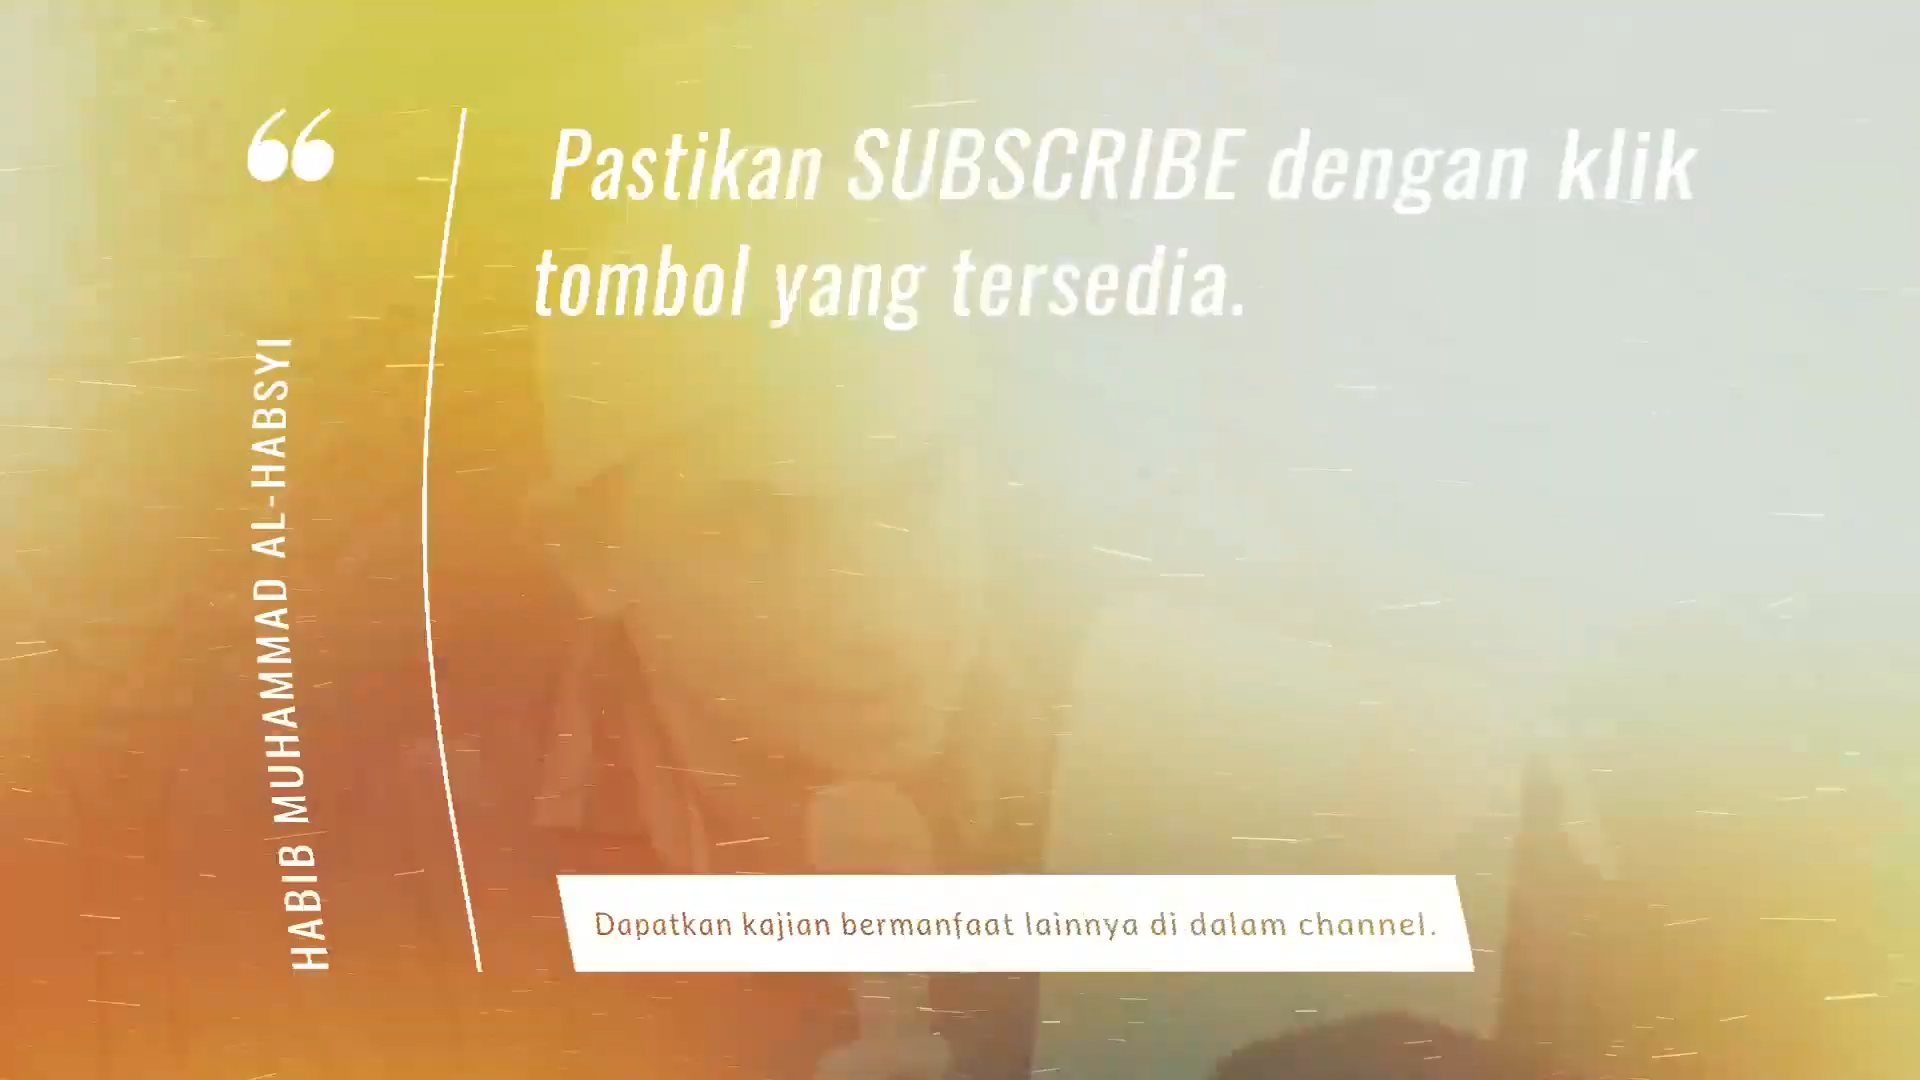 ❝
Pastikan SUBSCRIBE dengan klik
tombol yang tersedia.
HABIB MUHAMMAD AL-HABSYI
Dapatkan kajian bermanfaat lainnya di dalam channel.